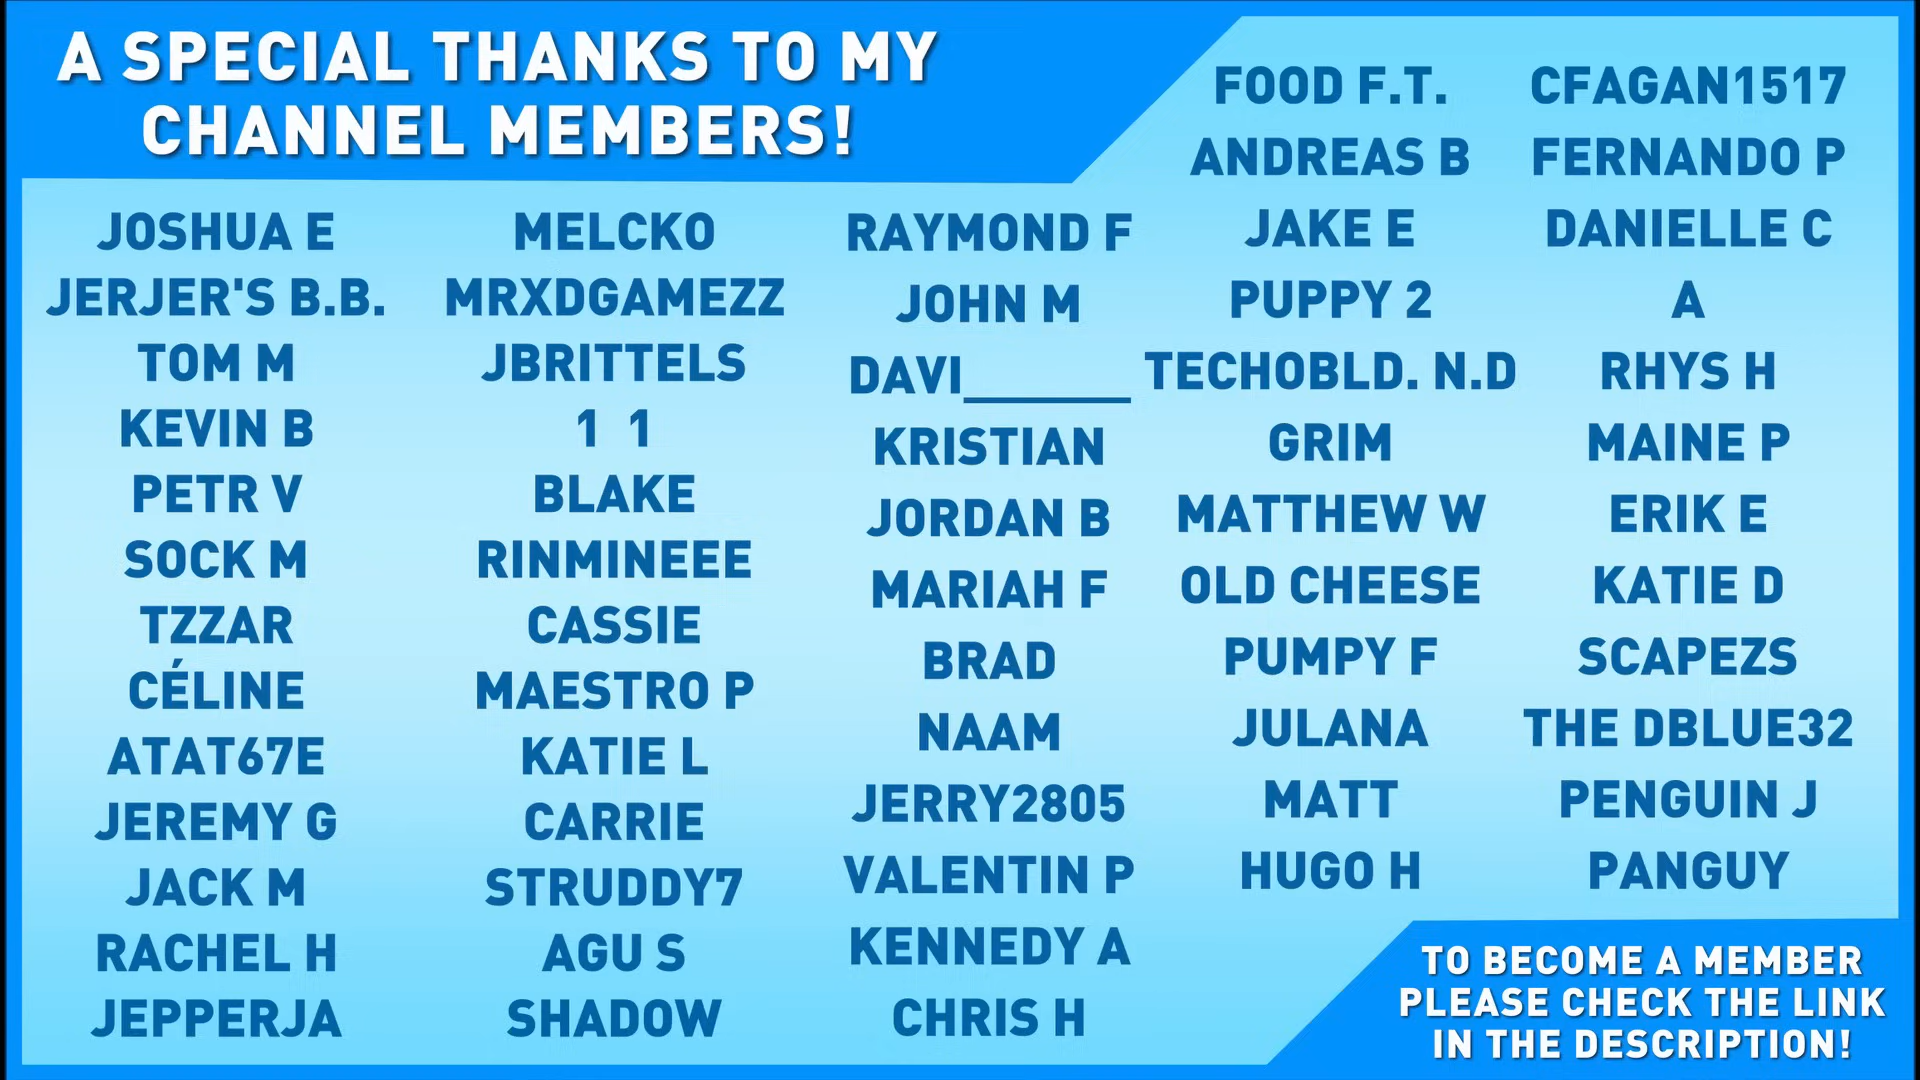 A SPECIAL THANKS TO MY
CHANNEL MEMBERS!
JOSHUA E
JERJER'S B.B.
TOM M
KEVIN B
PETR V
SOCK M
TZZAR
CÉLINE
ATAT67E
JEREMY G
JACK M
RACHEL H
JEPPERJA
MELCKO
MRXDGAMEZZ
JBRITTELS
1 1
BLAKE
RINMINEEE
CASSIE
MAESTRO P
KATIE L
CARRIE
STRUDDY7
AGU S
SHADOW
RAYMOND F
JOHN M
DAVI_______
KRISTIAN
JORDAN B
MARIAH F
BRAD
NAAM
JERRY2805
VALENTIN P
KENNEDY A
CHRIS H
FOOD F.T.
ANDREAS B
JAKE E
PUPPY 2
TECHOBLD. N.D
GRIM
MATTHEW W
OLD CHEESE
PUMPY F
JULANA
MATT
HUGO H
CFAGAN1517
FERNANDO P
DANIELLE C
A
RHYS H
MAINE P
ERIK E
KATIE D
SCAPEZS
THE DBLUE32
PENGUIN J
PANGUY
TO BECOME A MEMBER
PLEASE CHECK THE LINK
IN THE DESCRIPTION!